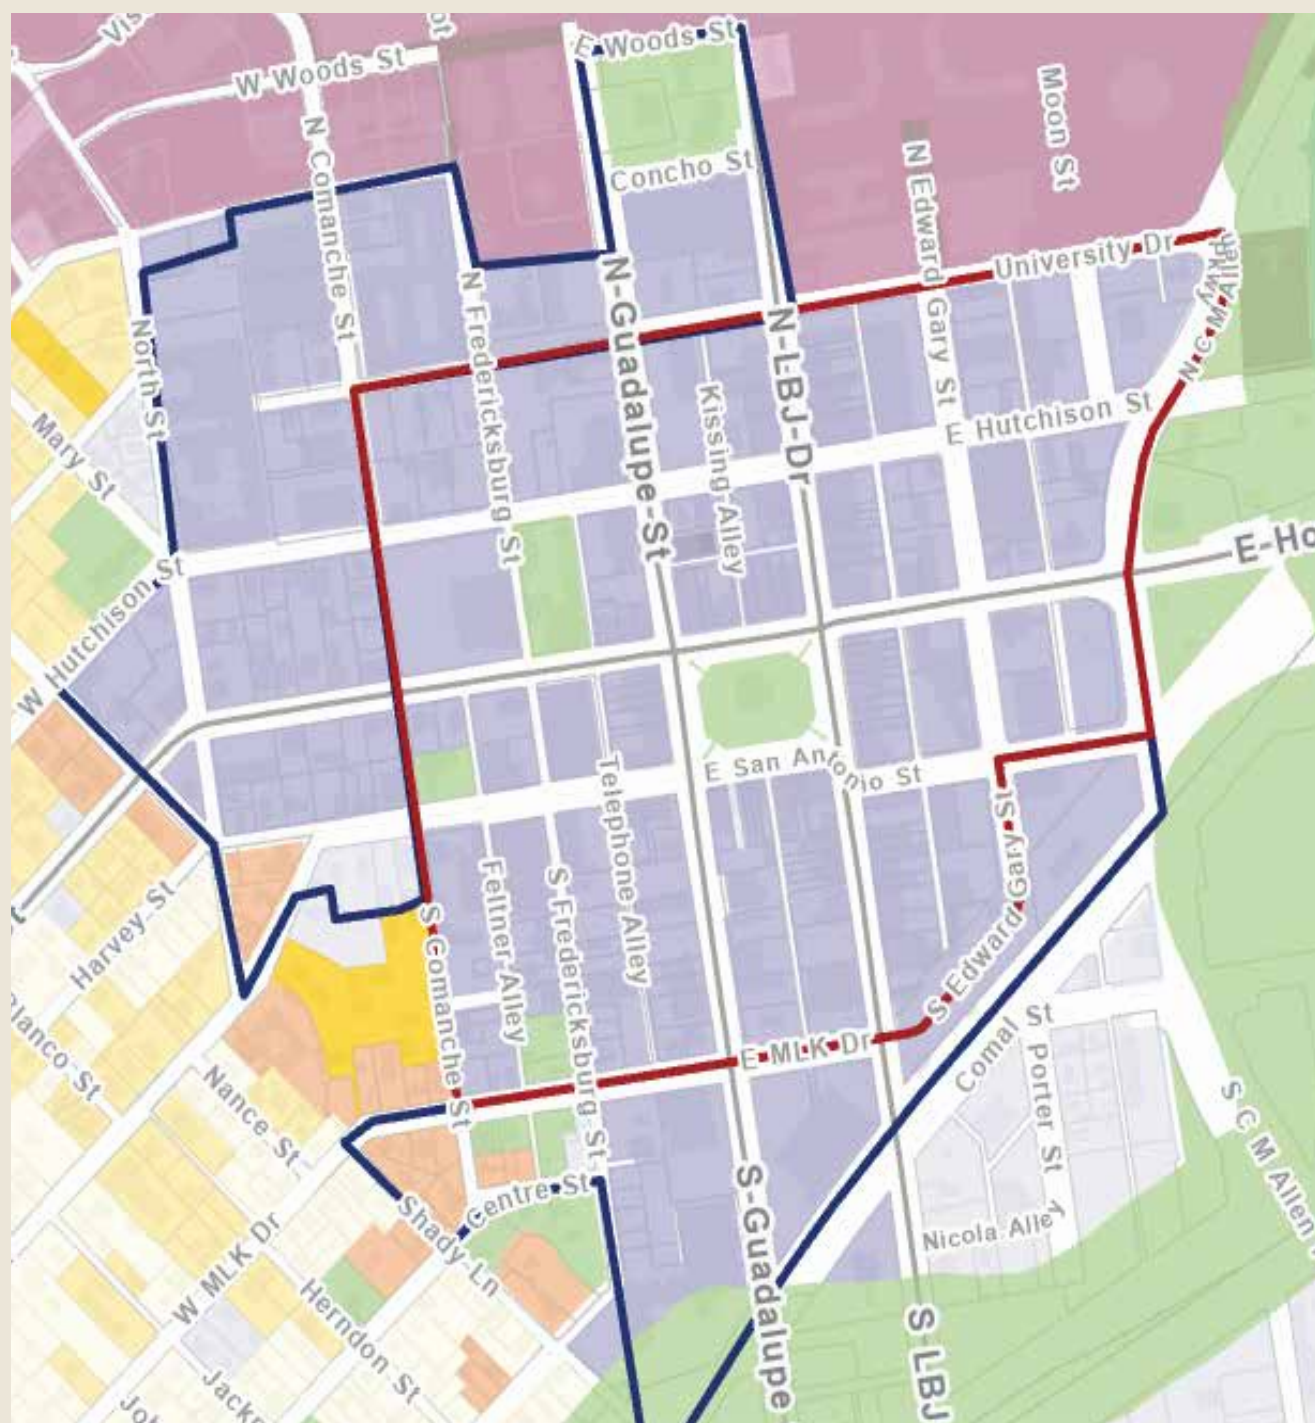 E Woods St
W Woods St
N Comanche St
Concho St
Moon St
N Edward Gary St
University Dr
N C M Allen Pkwy
N Fredericksburg St
N-Guadalupe-St
N-LBJ-Dr
Kissing Alley
North St
Mary St
E Hutchison St
W Hutchison St
E San Antonio St
Telephone Alley
Feltner Alley
S Fredericksburg St
S Comanche St
S Edward Gary St
E MLK Dr
Harvey St
Nance St
Comal St
Porter St
Nicola Alley
S C M Allen
Centre St
Shady Ln
W MLK Dr
Herndon St
S-Guadalupe
S LBJ